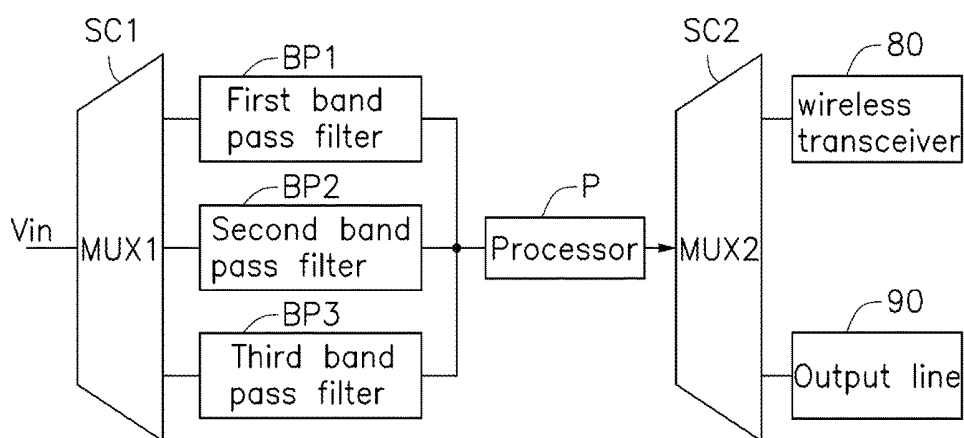 SC1
BP1
First band
pass filter
BP2
Second band
pass filter
BP3
Third band
pass filter
Vin
MUX1
P
Processor
SC2
MUX2
80
wireless
transceiver
90
Output line